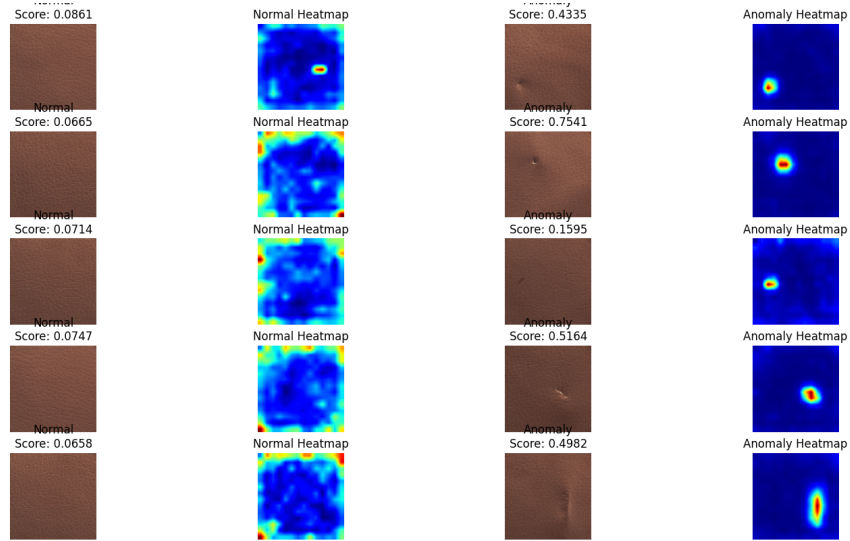 Normal Anomaly
Score: 0.0861 Normal Heatmap Score: 0.4335 Anomaly Heatmap
Normal Anomaly
Score: 0.0665 Normal Heatmap Score: 0.7541 Anomaly Heatmap
Normal Anomaly
Score: 0.0714 Normal Heatmap Score: 0.1595 Anomaly Heatmap
Normal Anomaly
Score: 0.0747 Normal Heatmap Score: 0.5164 Anomaly Heatmap
Normal Anomaly
Score: 0.0658 Normal Heatmap Score: 0.4982 Anomaly Heatmap